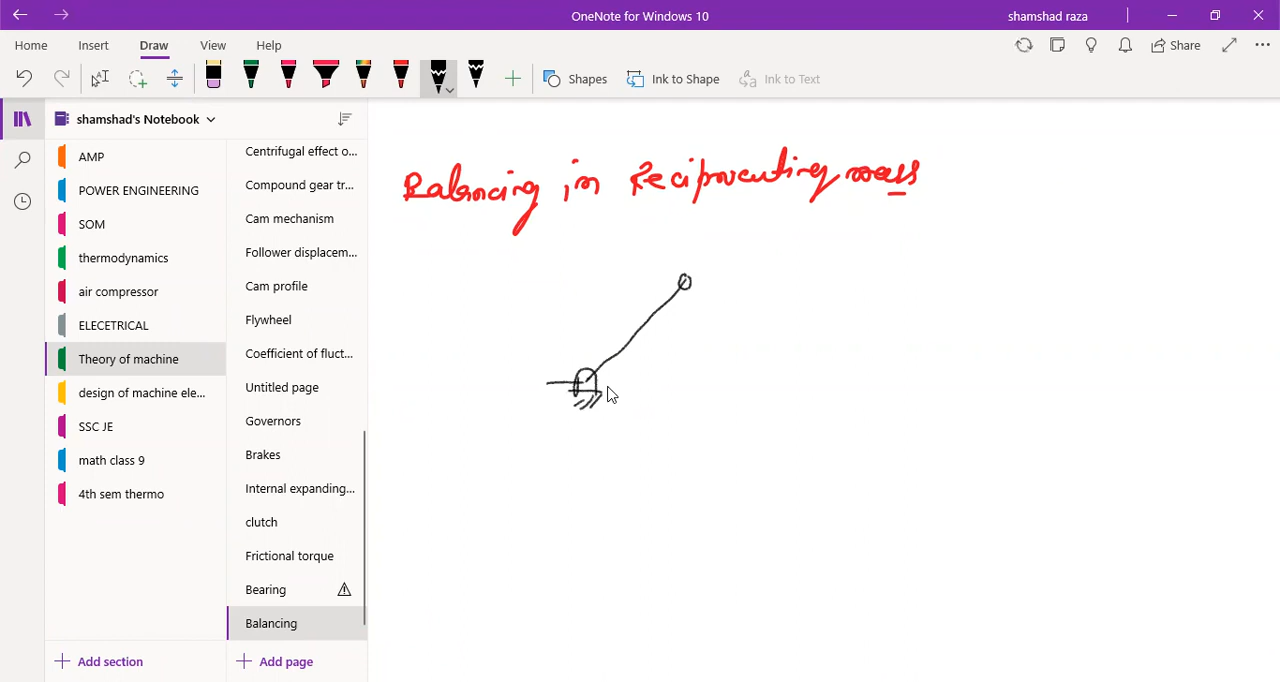 OneNote for Windows 10
shamshad raza
Home Insert Draw View Help
Share
Shapes
Ink to Shape
Ink to Text
shamshad's Notebook
AMP
POWER ENGINEERING
SOM
thermodynamics
air compressor
ELECETRICAL
Theory of machine
design of machine ele...
SSC JE
math class 9
4th sem thermo
Add section
Centrifugal effect o...
Compound gear tr...
Cam mechanism
Follower displacem...
Cam profile
Flywheel
Coefficient of fluct...
Untitled page
Governors
Brakes
Internal expanding...
clutch
Frictional torque
Bearing
Balancing
Add page
Balancing in Reciprocating mass